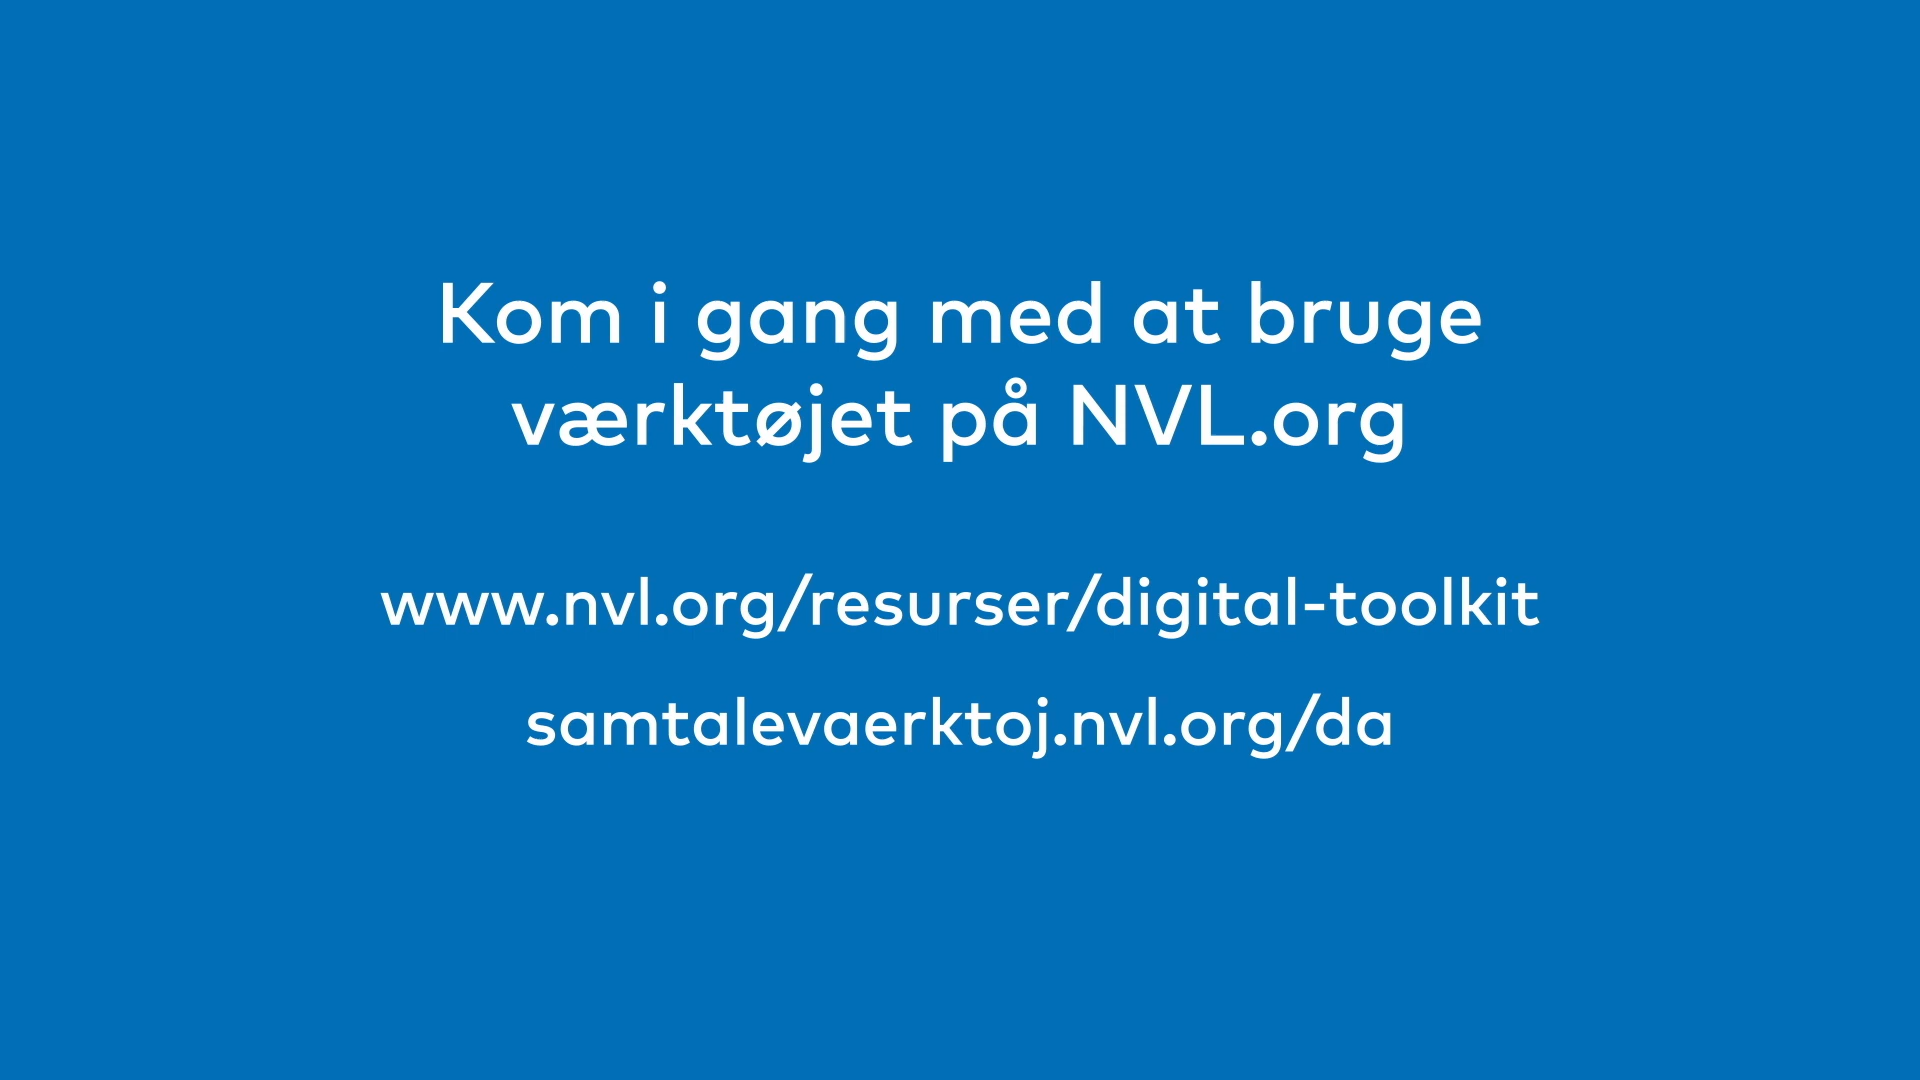 Kom i gang med at bruge
værktøjet på NVL.org
www.nvl.org/resurser/digital-toolkit
samtalevaerktoj.nvl.org/da